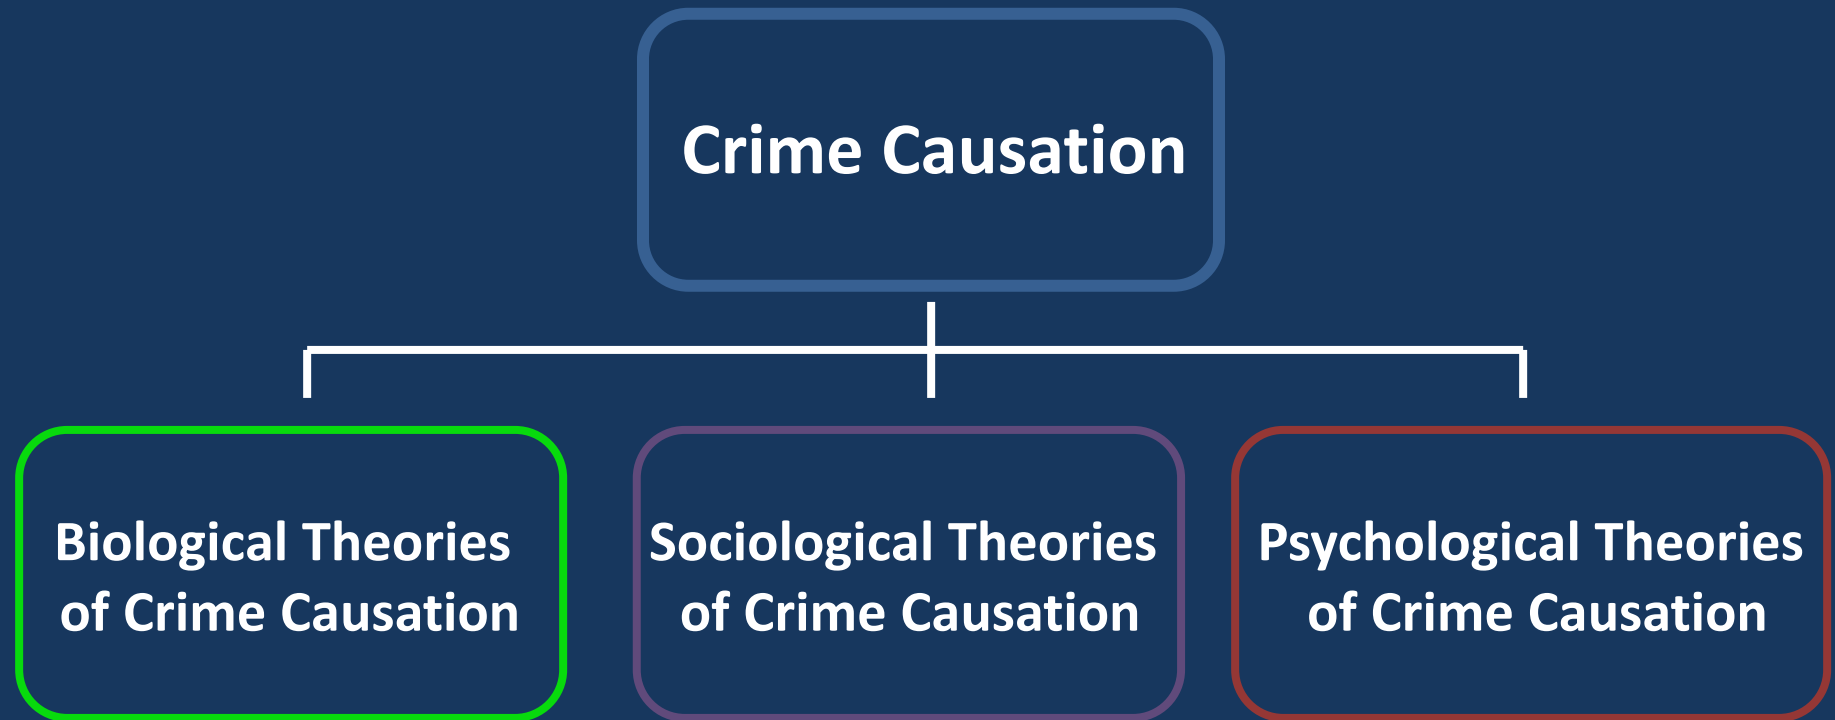 Crime Causation
Biological Theories
of Crime Causation
Sociological Theories
of Crime Causation
Psychological Theories
of Crime Causation